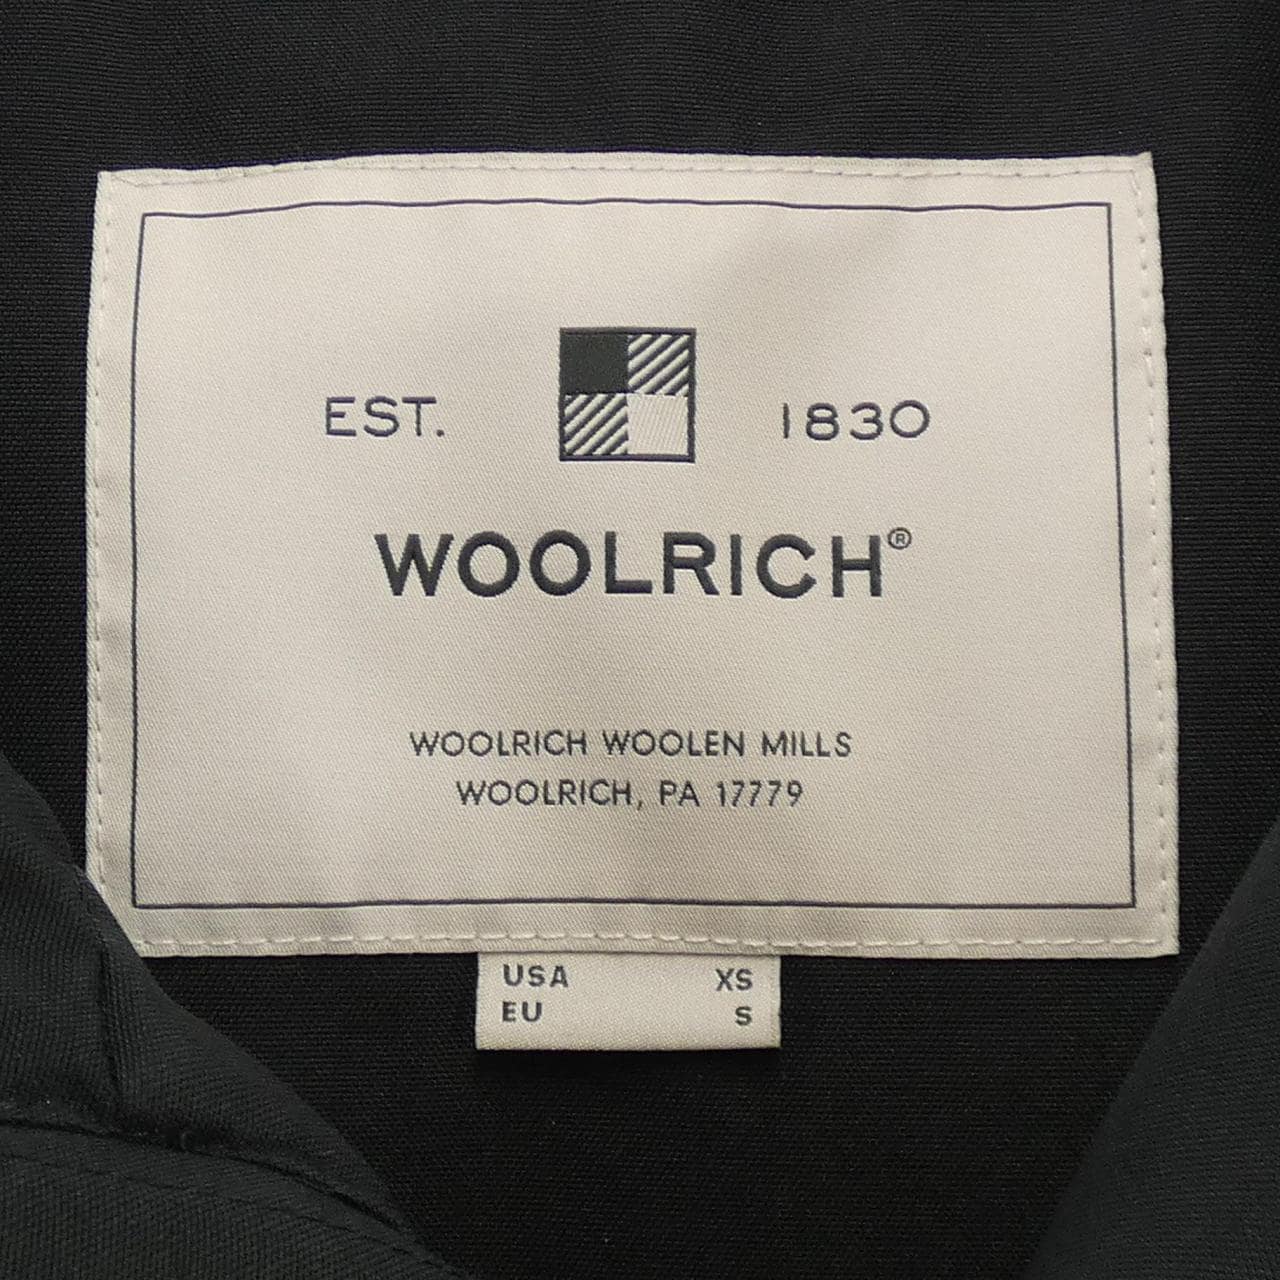 EST. 1830
WOOLRICH®
WOOLRICH WOOLEN MILLS
WOOLRICH, PA 17779
USA XS
EU S